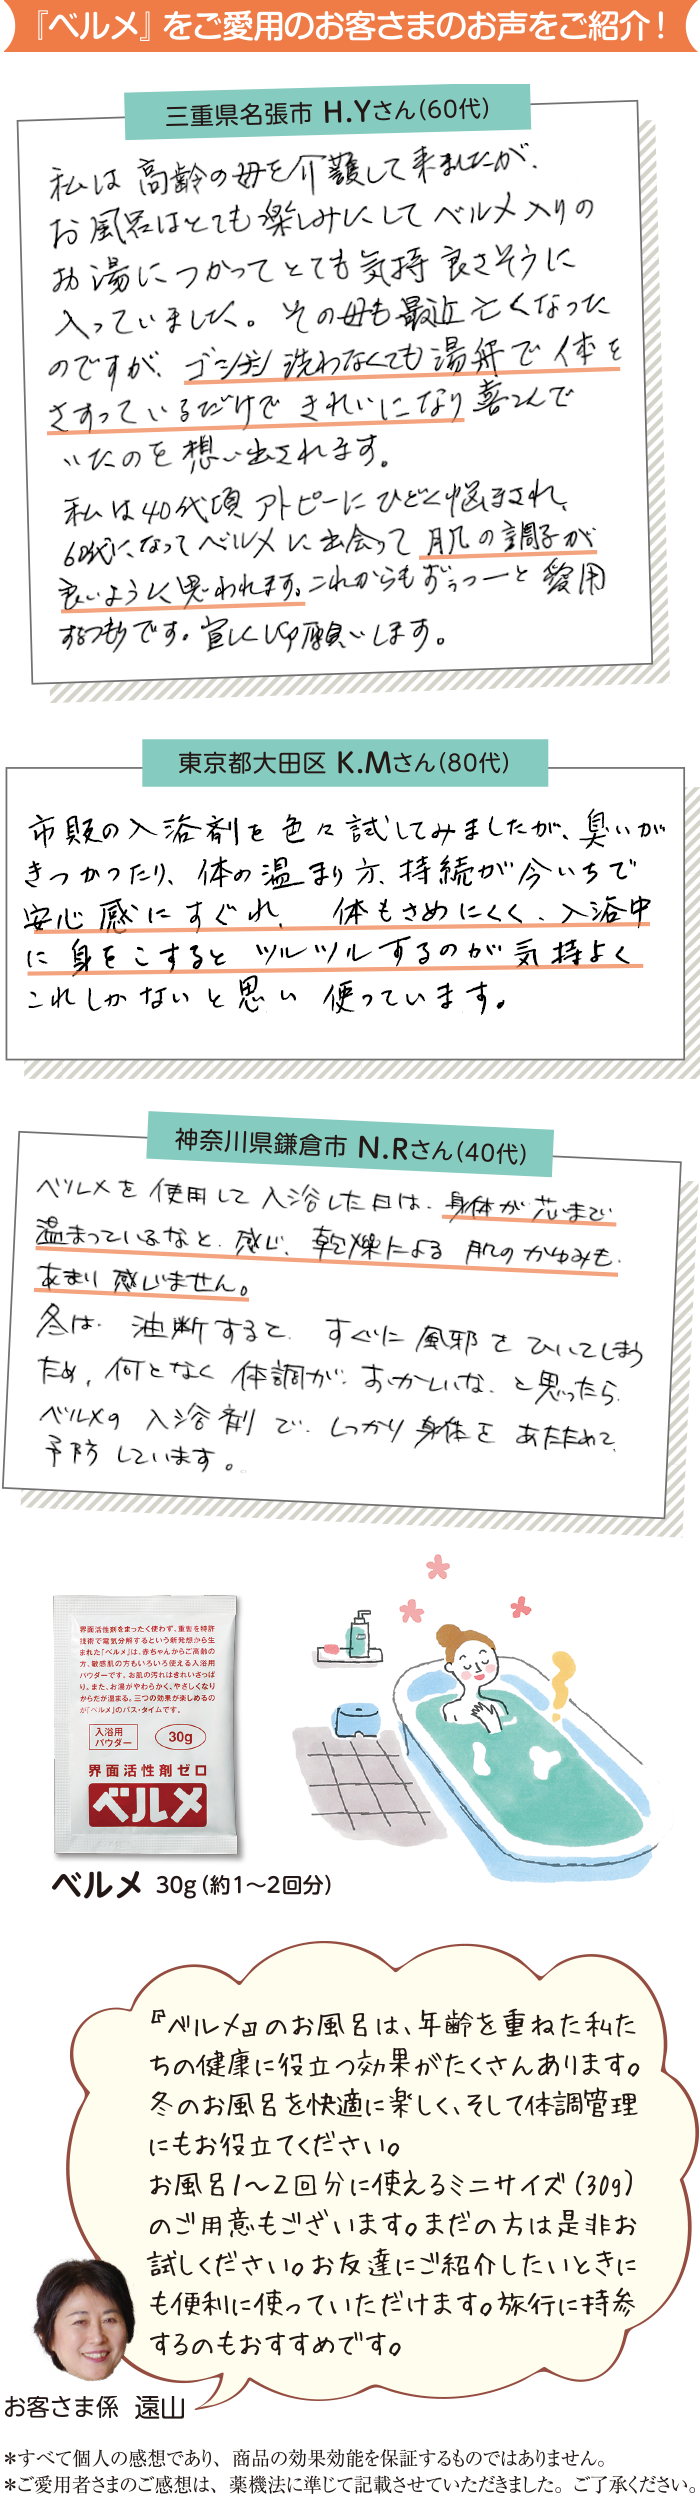 『ベルメ』をご愛用のお客さまのお声をご紹介！
三重県名張市 H.Yさん(60代)
私は高齢の母を介護して来ましたが、
お風呂はとても楽しみにして ベルメ入りの
お湯につかって とても気持良さそうに
入っていました。その母も最近亡くなった
のですが、ゴシゴシ洗わなくても湯舟で体を
さすっているだけで きれいになり喜こんで
いたのを想い出されます。
私は40代頃 アトピーに ひどく悩まされ、
60代になって ベルメに出会って 肌の調子が
良いように思われます。これからもずぅっーと 愛用
するつもりです。宜しく御願いします。
東京都大田区 K.Mさん(80代)
市販の入浴剤を色々試してみましたが、臭いが
きつかったり、体の温まり方、持続が今いちで
安心感にすぐれ、体もさめにくく、入浴中
に身をこするとツルツルするのが気持よく
これしかないと思い使っています。
神奈川県鎌倉市 N.Rさん(40代)
ベルメを使用して入浴した日は、身体が芯まで
温まっているなと、感じ、乾燥による 肌のかゆみも
あまり感じません。
冬は、油断すると、すぐに風邪をひいてしまう
ため、何となく体調が、おかしいな、と思ったら、
ベルメの入浴剤で、しっかり身体をあたためて、
予防しています。
界面活性剤をまったく使わず、重曹を特許
技術で電気分解するという新発想から生
まれた「ベルメ」は、赤ちゃんからご高齢の
方、敏感肌の方もいろいろ使える入浴用
パウダーです。お肌の汚れはきれいさっぱ
り。また、お湯がやわらかく、やさしくなり
からだが温まる。三つの効果が楽しめるの
が「ベルメ」のバス・タイムです。
入浴用
パウダー
30g
界面活性剤ゼロ
ベルメ
ベルメ 30g（約1〜2回分）
『ベルメ』のお風呂は、年齢を重ねた私た
ちの健康に役立つ効果がたくさんあります。
冬のお風呂を快適に楽しく、そして体調管理
にもお役立てください。
お風呂1〜2回分に使えるミニサイズ(30g)
のご用意もございます。まだの方は是非お
試しください。お友達にご紹介したいときに
も便利に使っていただけます。旅行に持参
するのもおすすめです。
お客さま係 遠山
＊すべて個人の感想であり、商品の効果効能を保証するものではありません。
＊ご愛用者さまのご感想は、薬機法に準じて記載させていただきました。ご了承ください。